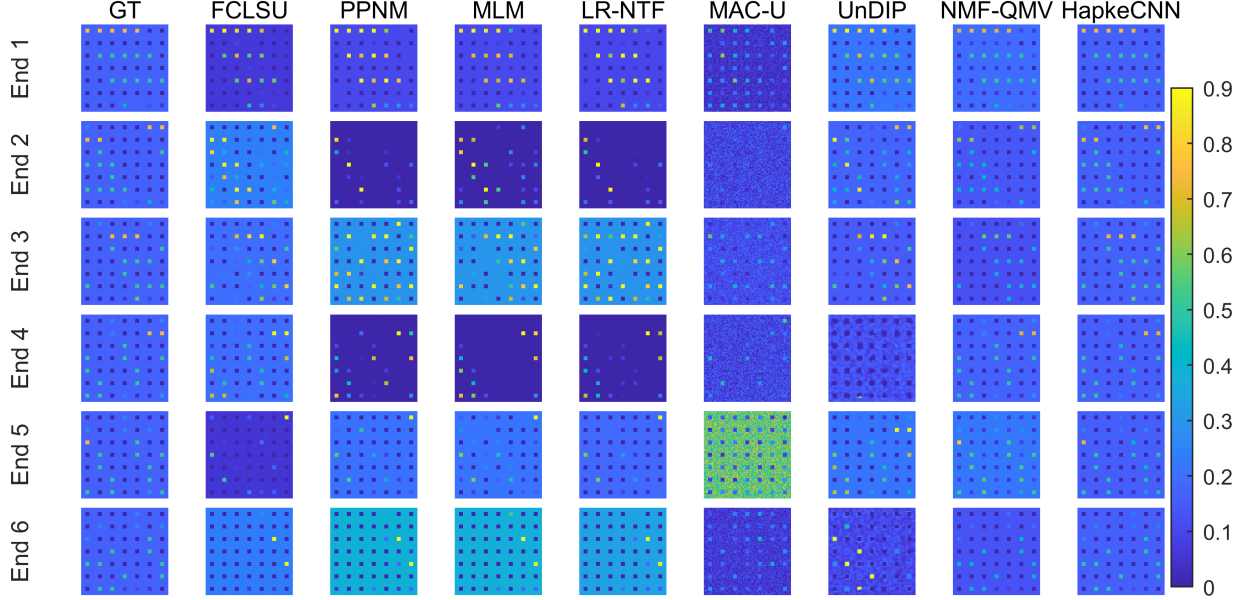 GT FCLSU PPNM MLM LR-NTF MAC-U UnDIP NMF-QMV HapkeCNN
End 1
End 2
End 3
End 4
End 5
End 6
0.9
0.8
0.7
0.6
0.5
0.4
0.3
0.2
0.1
0